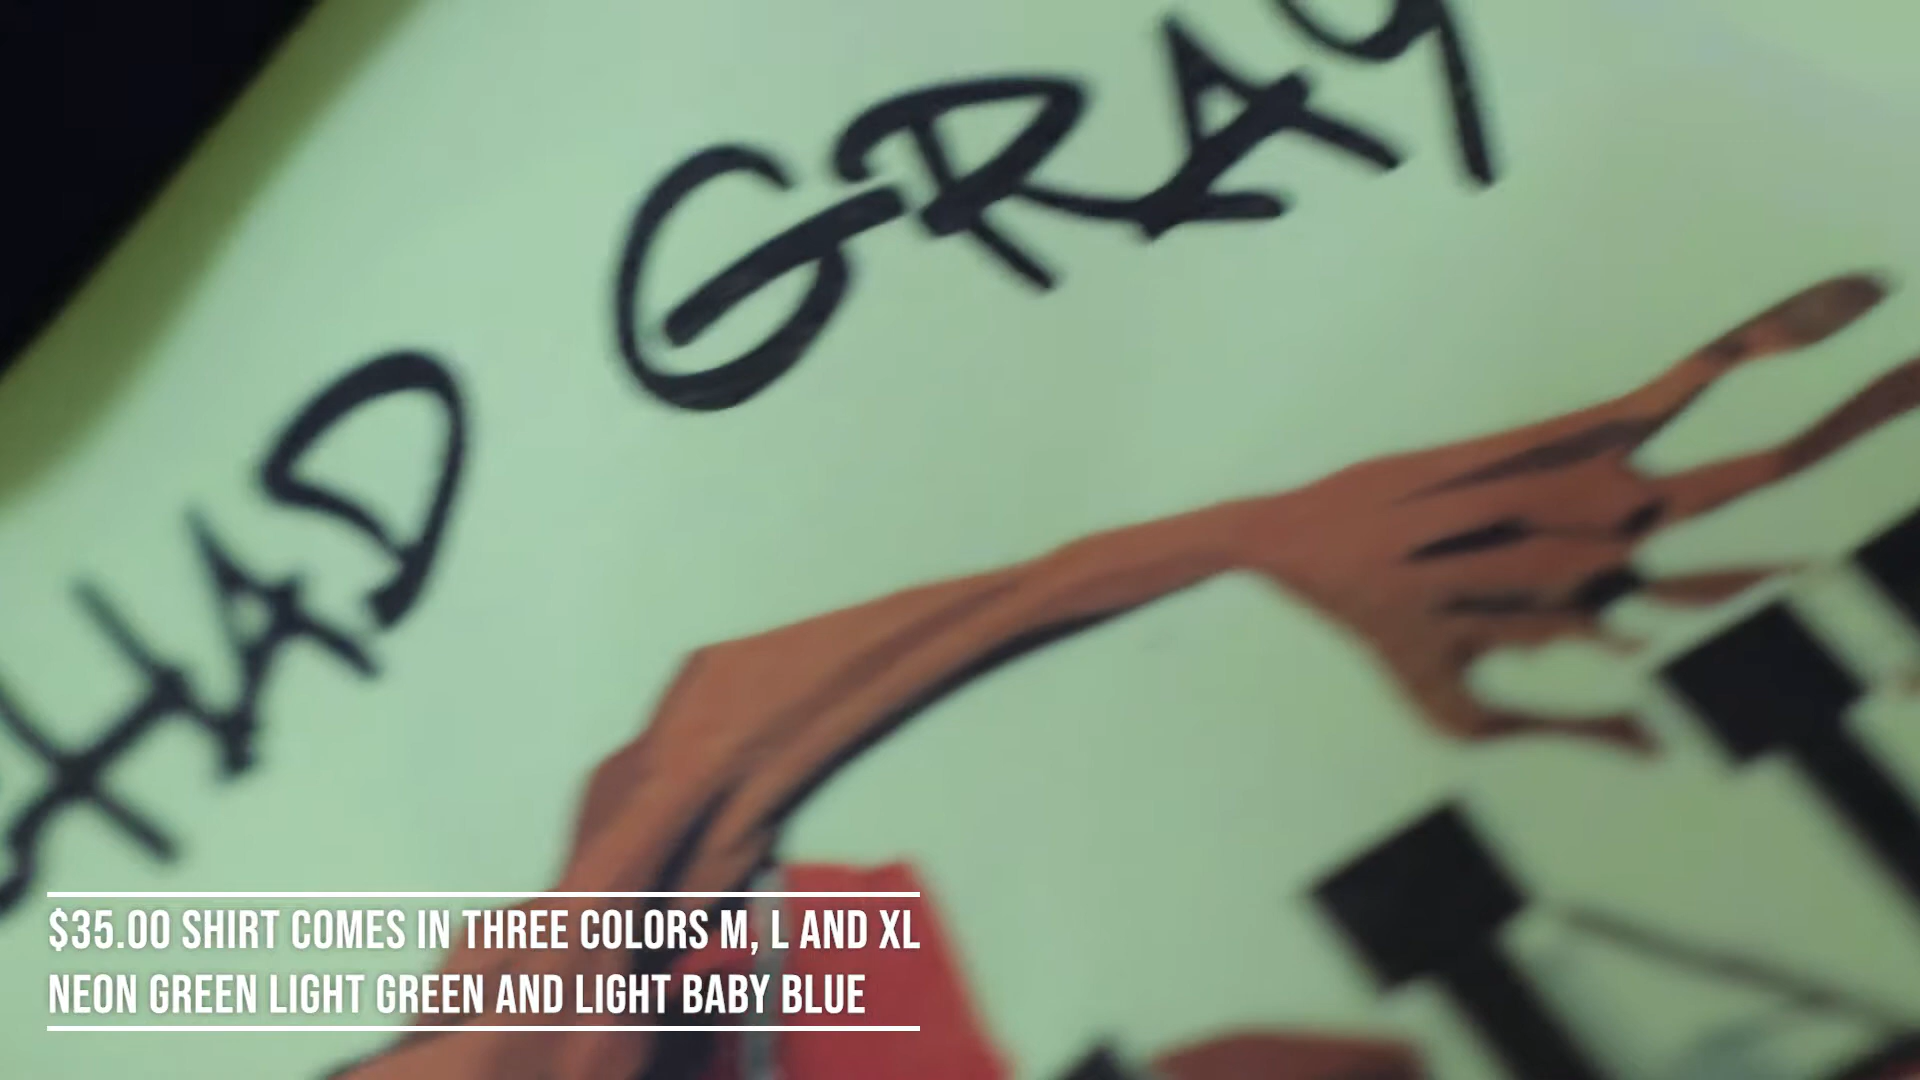 HAD GRAY
$35.00 SHIRT COMES IN THREE COLORS M, L AND XL
NEON GREEN LIGHT GREEN AND LIGHT BABY BLUE